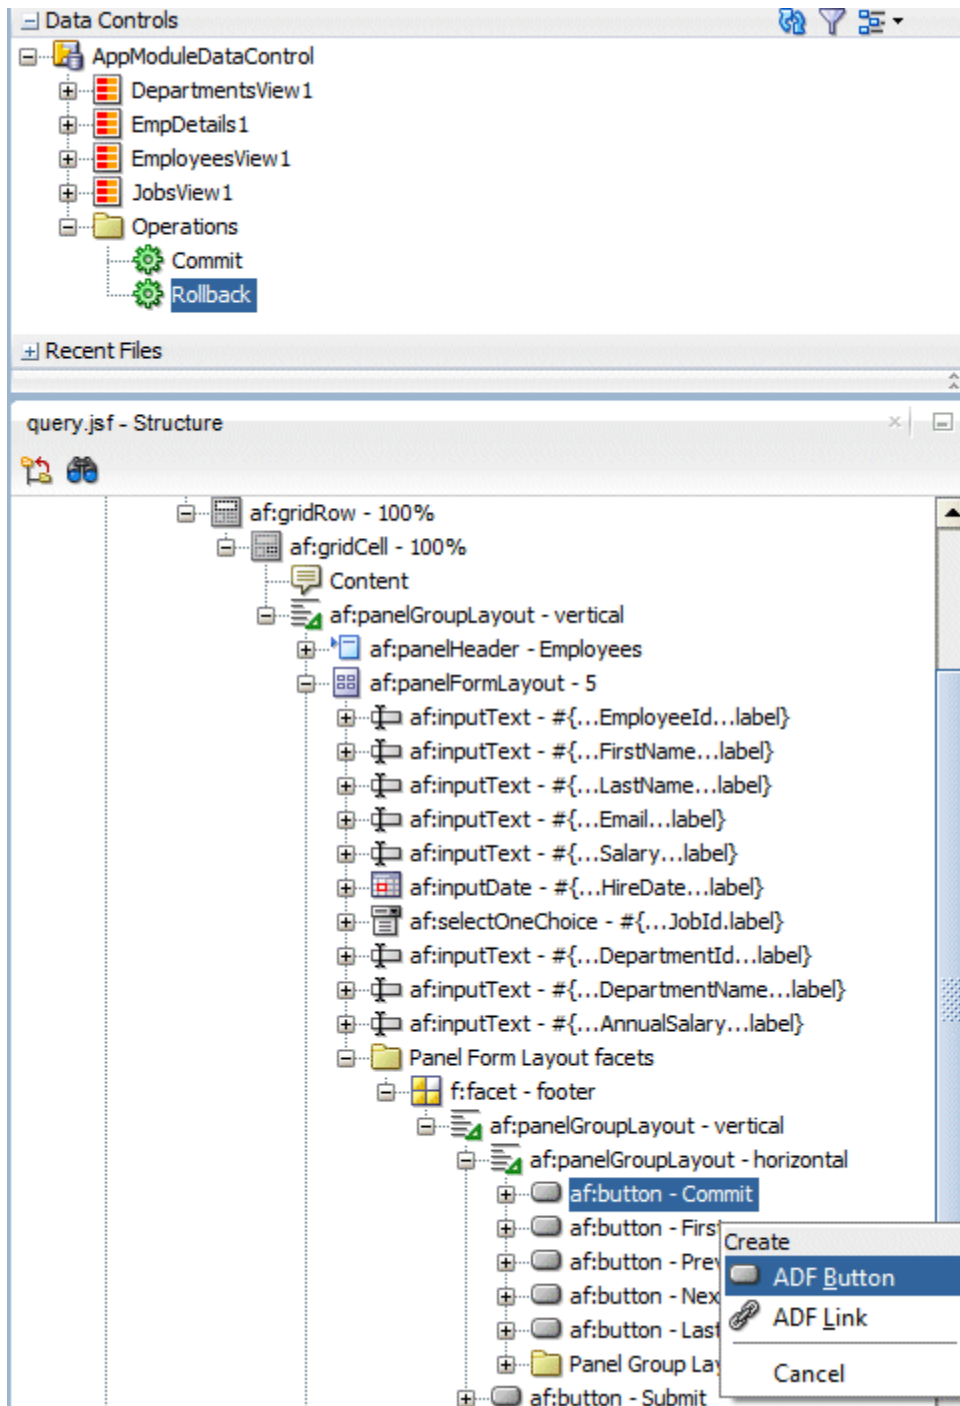 Data Controls
AppModuleDataControl
DepartmentsView1
EmpDetails1
EmployeesView1
JobsView1
Operations
Commit
Rollback
Recent Files
query.jsf - Structure
af:gridRow - 100%
af:gridCell - 100%
Content
af:panelGroupLayout - vertical
af:panelHeader - Employees
af:panelFormLayout - 5
af:inputText - #{...EmployeeId...label}
af:inputText - #{...FirstName...label}
af:inputText - #{...LastName...label}
af:inputText - #{...Email...label}
af:inputText - #{...Salary...label}
af:inputDate - #{...HireDate...label}
af:selectOneChoice - #{...JobId.label}
af:inputText - #{...DepartmentId...label}
af:inputText - #{...DepartmentName...label}
af:inputText - #{...AnnualSalary...label}
Panel Form Layout facets
f:facet - footer
af:panelGroupLayout - vertical
af:panelGroupLayout - horizontal
af:button - Commit
af:button - First
af:button - Prev
af:button - Nex
af:button - Last
Panel Group Lay
af:button - Submit
Create
ADF Button
ADF Link
Cancel